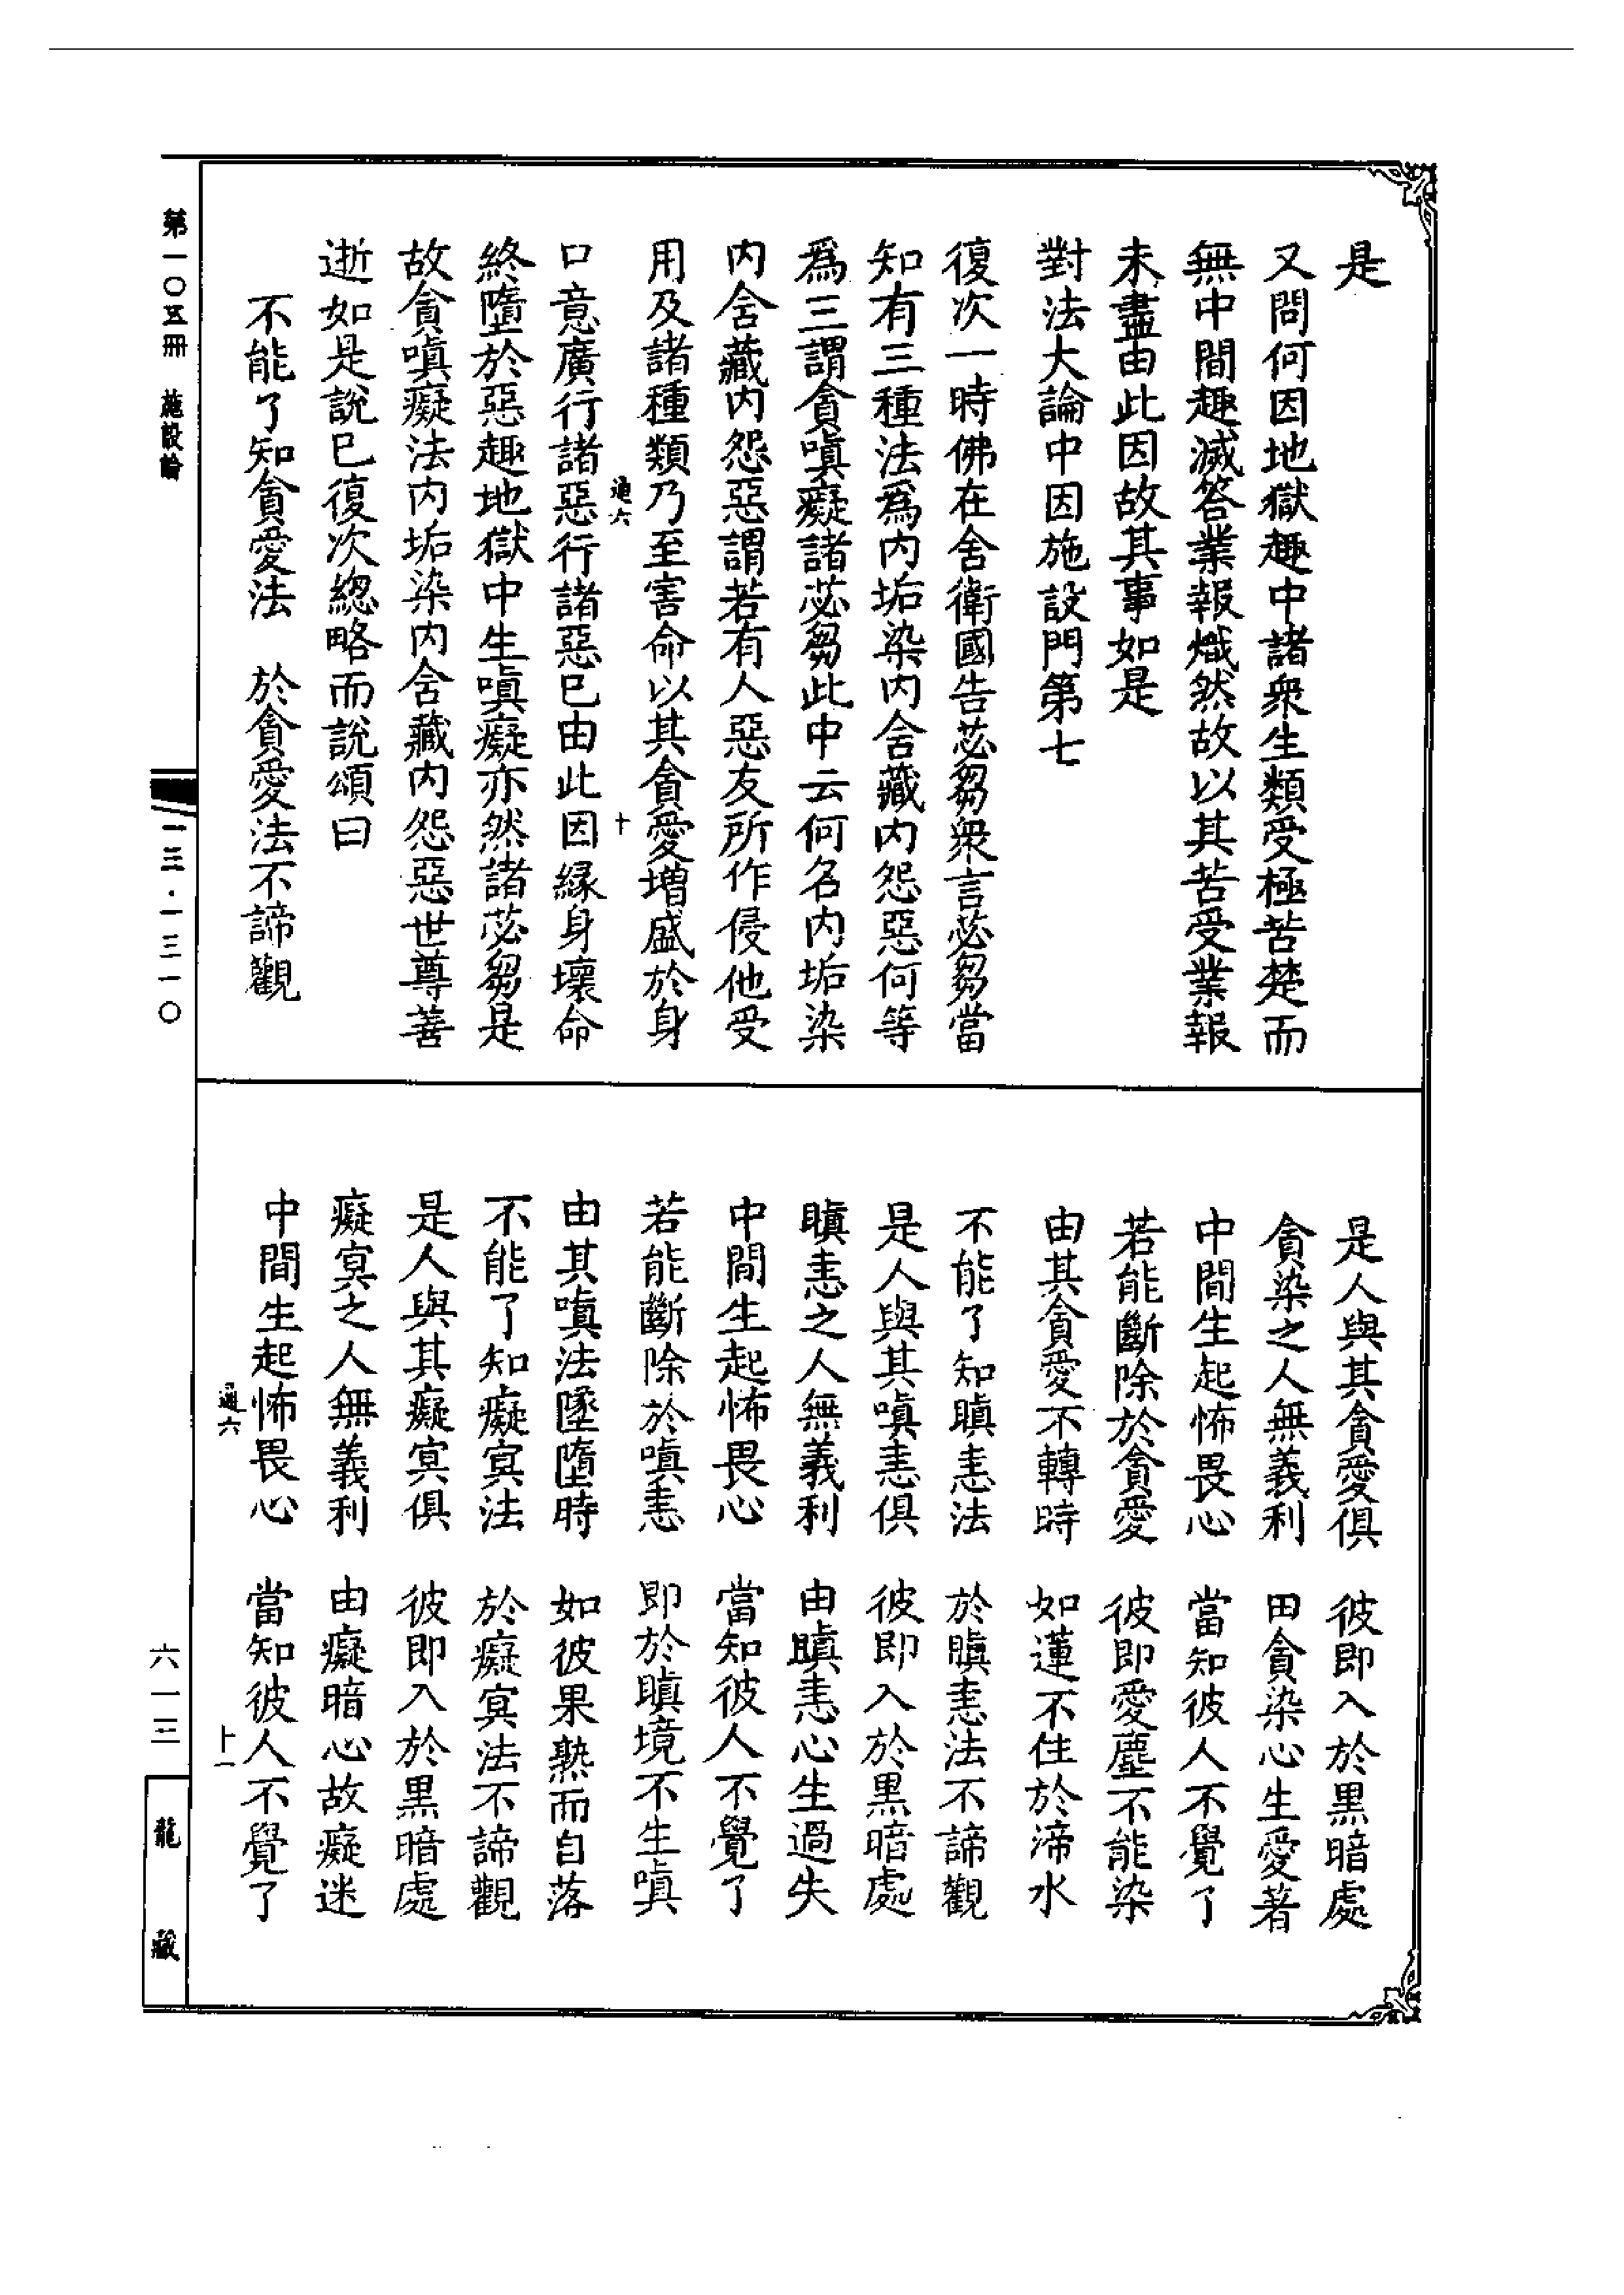 是
又問何因地獄趣中諸衆生類受極苦楚而
無中間趣滅答業報熾然故以其苦受業報
未盡由此因故其事如是
對法大論中因施設門第七
復次一時佛在舍衛國告苾芻衆言苾芻當
知有三種法爲内垢染内舍藏内怨惡何等
爲三謂貪嗔癡諸苾芻此中云何名内垢染
内舍藏内怨惡謂若有人惡友所作侵他受
用及諸種類乃至害命以其貪愛增盛於身
通六
十
口意廣行諸惡行諸惡已由此因緣身壞命
終墮於惡趣地獄中生嗔癡亦然諸苾芻是
故貪嗔癡法内垢染内舍藏内怨惡世尊善
逝如是說已復次總略而說頌曰
不能了知貪愛法　於貪愛法不諦觀
是人與其貪愛俱　彼即入於黑暗處
貪染之人無義利　由貪染心生愛著
中間生起怖畏心　當知彼人不覺了
若能斷除於貪愛　彼即愛塵不能染
由其貪愛不轉時　如蓮不住於渧水
不能了知瞋恚法　於瞋恚法不諦觀
是人與其嗔恚俱　彼即入於黑暗處
瞋恚之人無義利　由瞋恚心生過失
中間生起怖畏心　當知彼人不覺了
若能斷除於嗔恚　即於瞋境不生嗔
由其嗔法墜墮時　如彼果熟而自落
不能了知癡冥法　於癡冥法不諦觀
是人與其癡冥俱　彼即入於黑暗處
癡冥之人無義利　由癡暗心故癡迷
中間生起怖畏心　當知彼人不覺了
通六
十一
第一〇五冊　施設論
一三·一三一〇
六一三
龍藏